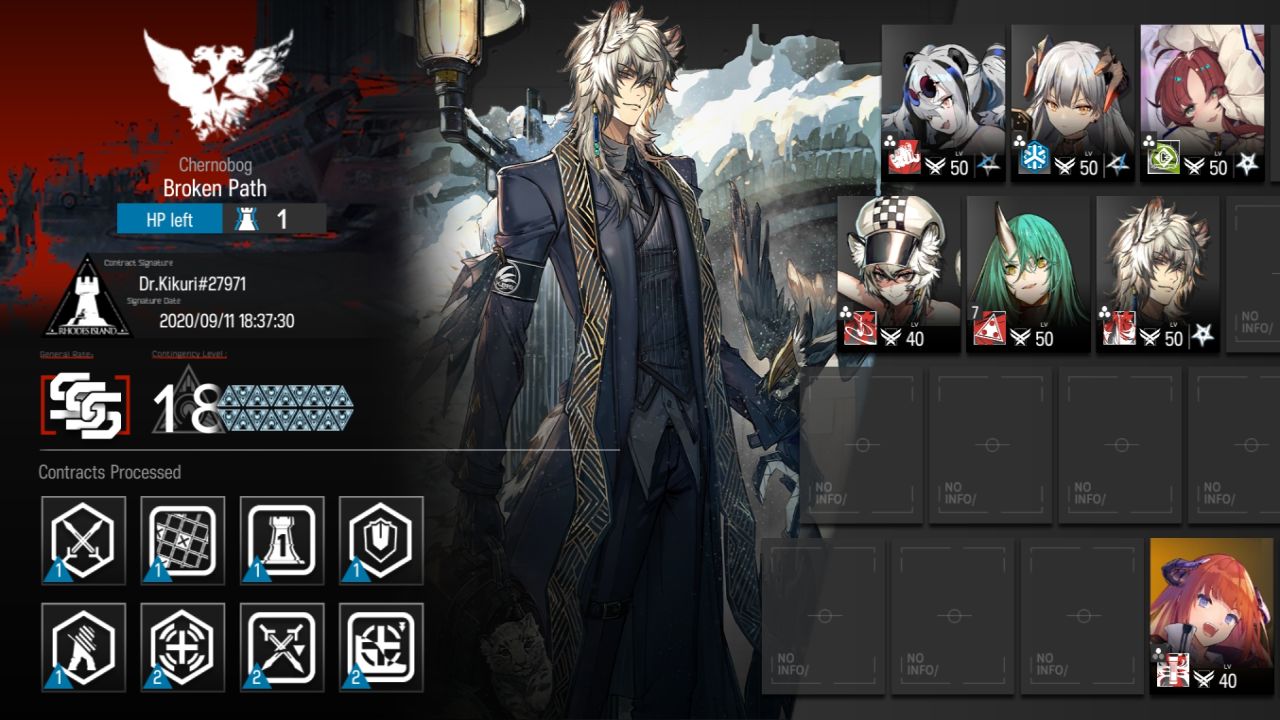 Chernobog
Broken Path
HP left 1
Contract Signature
Dr.Kikuri#27971
Signature Date
2020/09/11 18:37:30
RHODES ISLAND
General Rate:
Contingency Level :
SSS
18
Contracts Processed
1
1
1
1
1
1
2
2
2
LV
50
LV
50
LV
50
LV
40
7
LV
50
LV
50
NO
INFO/
NO
INFO/
NO
INFO/
NO
INFO/
NO
INFO/
NO
INFO/
NO
INFO/
NO
INFO/
LV
40